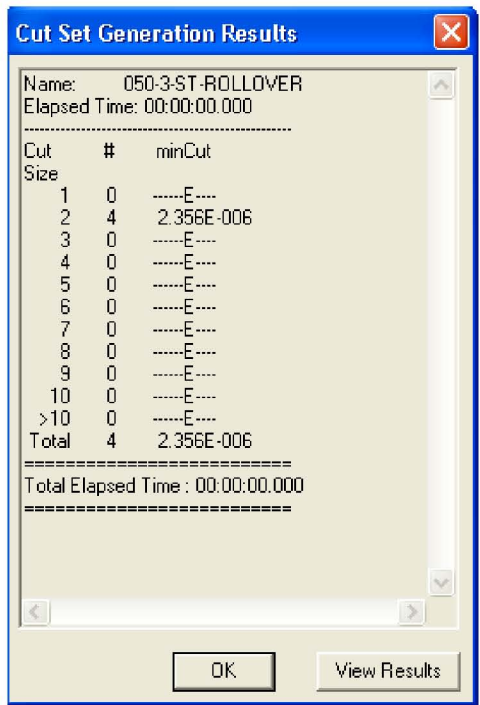 Cut Set Generation Results
Name: 050-3-ST-ROLLOVER
Elapsed Time: 00:00:00.000
--------------------------------------------------
Cut # minCut
Size
1 0 ------E----
2 4 2.356E-006
3 0 ------E----
4 0 ------E----
5 0 ------E----
6 0 ------E----
7 0 ------E----
8 0 ------E----
9 0 ------E----
10 0 ------E----
>10 0 ------E----
Total 4 2.356E-006
==========================
Total Elapsed Time : 00:00:00.000
==========================
OK View Results